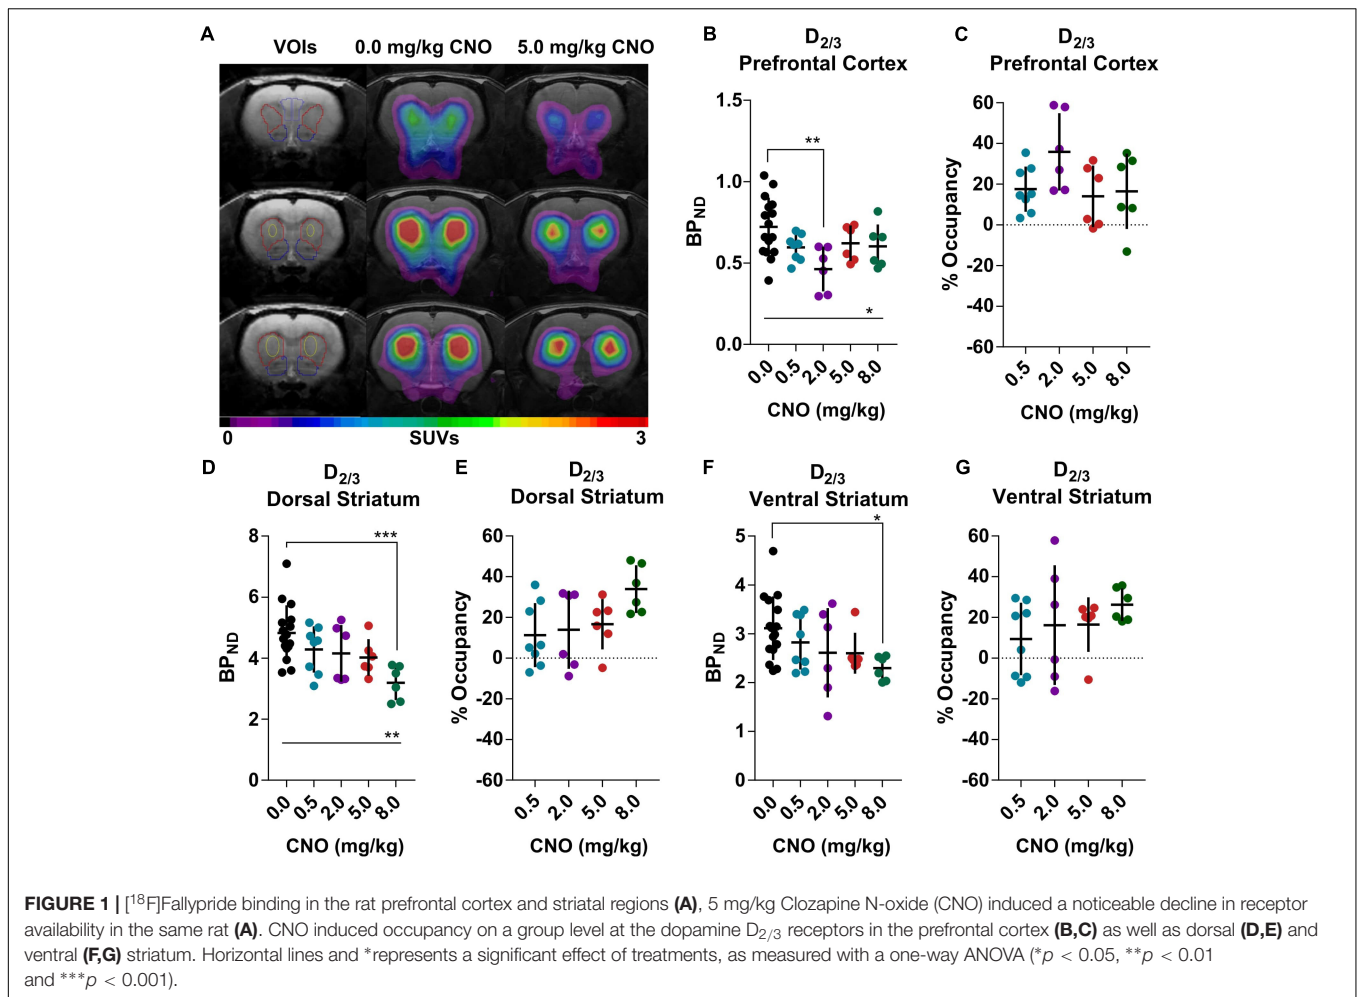 A
VOIs 0.0 mg/kg CNO 5.0 mg/kg CNO
0 SUVs 3
B
D2/3
Prefrontal Cortex
BPND
1.5
1.0
0.5
0.0
**
*
0.0 0.5 2.0 5.0 8.0
CNO (mg/kg)
C
D2/3
Prefrontal Cortex
% Occupancy
60
40
20
0
-20
-40
-60
0.5 2.0 5.0 8.0
CNO (mg/kg)
D
D2/3
Dorsal Striatum
BPND
8
6
4
2
0
***
**
0.0 0.5 2.0 5.0 8.0
CNO (mg/kg)
E
D2/3
Dorsal Striatum
% Occupancy
60
40
20
0
-20
-40
-60
0.5 2.0 5.0 8.0
CNO (mg/kg)
F
D2/3
Ventral Striatum
BPND
5
4
3
2
1
0
*
0.0 0.5 2.0 5.0 8.0
CNO (mg/kg)
G
D2/3
Ventral Striatum
% Occupancy
60
40
20
0
-20
-40
-60
0.5 2.0 5.0 8.0
CNO (mg/kg)
FIGURE 1 | [18F]Fallypride binding in the rat prefrontal cortex and striatal regions (A), 5 mg/kg Clozapine N-oxide (CNO) induced a noticeable decline in receptor
availability in the same rat (A). CNO induced occupancy on a group level at the dopamine D2/3 receptors in the prefrontal cortex (B,C) as well as dorsal (D,E) and
ventral (F,G) striatum. Horizontal lines and *represents a significant effect of treatments, as measured with a one-way ANOVA (*p < 0.05, **p < 0.01
and ***p < 0.001).